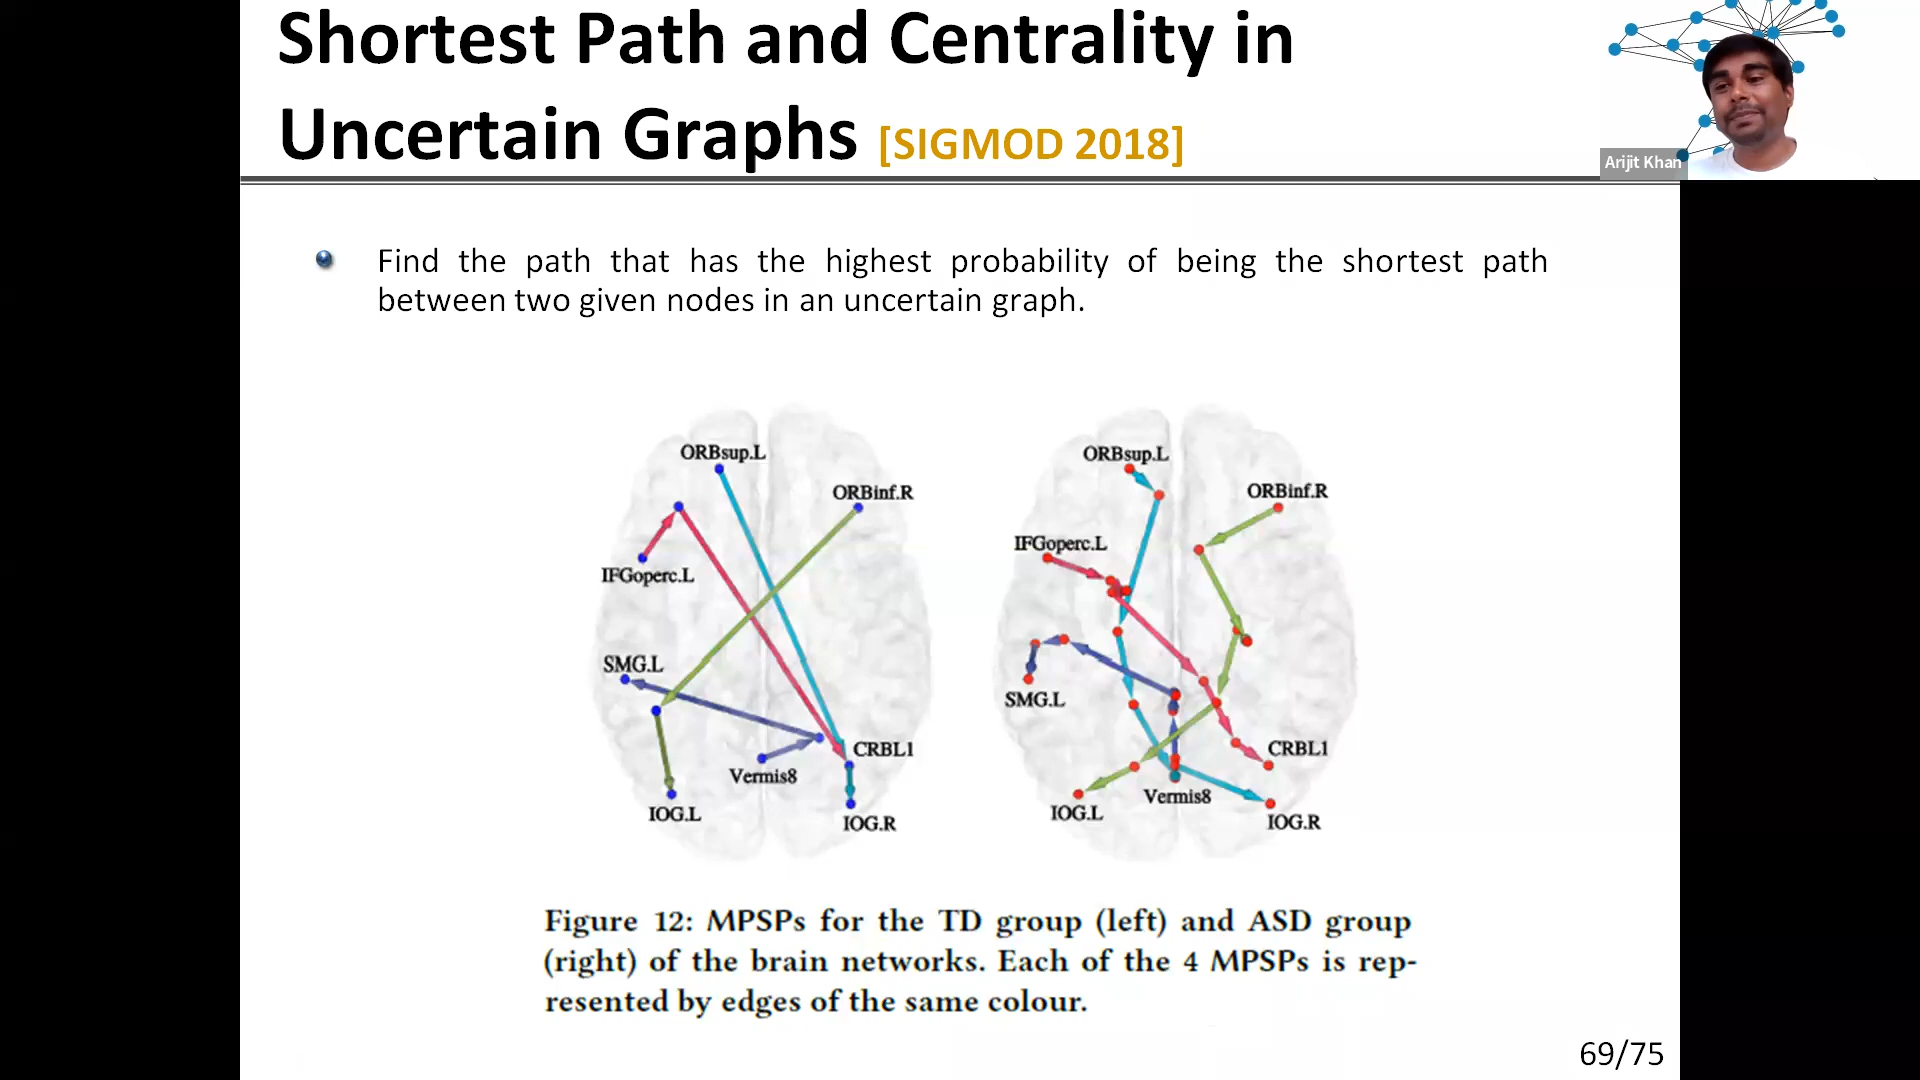 Shortest Path and Centrality in
Uncertain Graphs [SIGMOD 2018]
Arijit Khan
Find the path that has the highest probability of being the shortest path
between two given nodes in an uncertain graph.
ORBsup.L
ORBinf.R
IFGoperc.L
SMG.L
CRBL1
Vermis8
IOG.L
IOG.R
ORBsup.L
ORBinf.R
IFGoperc.L
SMG.L
CRBL1
Vermis8
IOG.L
IOG.R
Figure 12: MPSPs for the TD group (left) and ASD group
(right) of the brain networks. Each of the 4 MPSPs is rep-
resented by edges of the same colour.
69/75